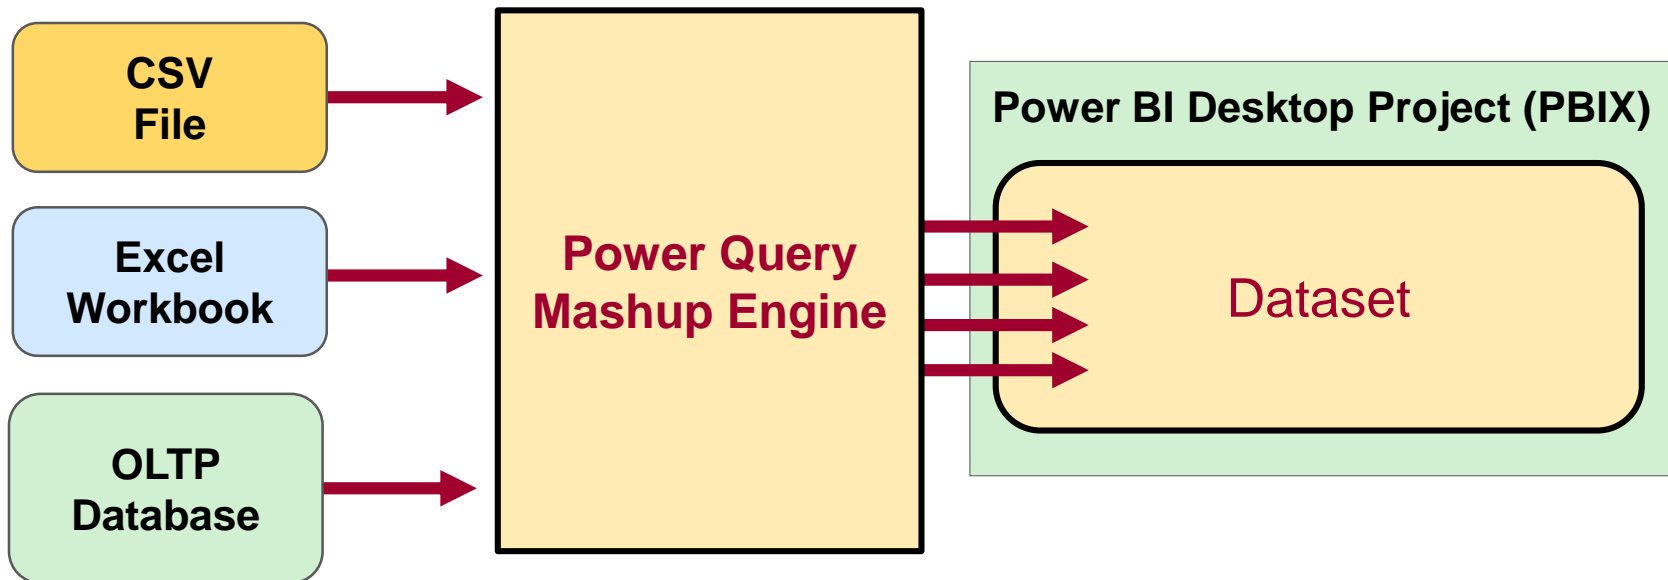 CSV
File
Excel
Workbook
OLTP
Database
Power Query
Mashup Engine
Power BI Desktop Project (PBIX)
Dataset